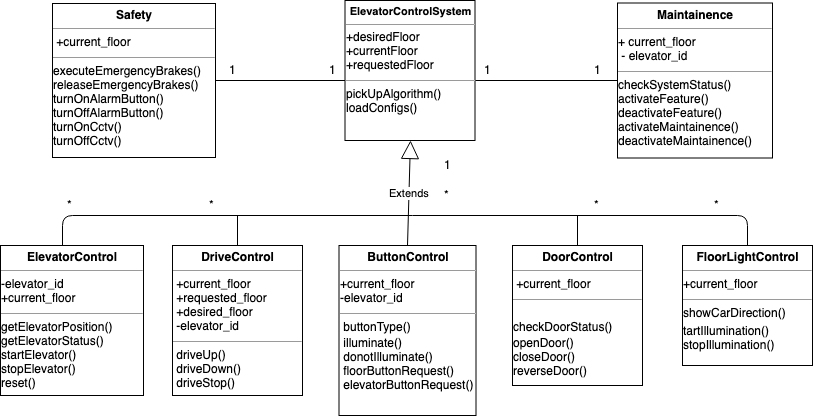 Safety
+current_floor
executeEmergencyBrakes()
releaseEmergencyBrakes()
turnOnAlarmButton()
turnOffAlarmButton()
turnOnCctv()
turnOffCctv()
1
1
ElevatorControlSystem
+desiredFloor
+currentFloor
+requestedFloor
pickUpAlgorithm()
loadConfigs()
1
1
Maintainence
+ current_floor
- elevator_id
checkSystemStatus()
activateFeature()
deactivateFeature()
activateMaintainence()
deactivateMaintainence()
1
Extends
*
*
*
*
*
ElevatorControl
-elevator_id
+current_floor
getElevatorPosition()
getElevatorStatus()
startElevator()
stopElevator()
reset()
DriveControl
+current_floor
+requested_floor
+desired_floor
-elevator_id
driveUp()
driveDown()
driveStop()
ButtonControl
+current_floor
-elevator_id
buttonType()
illuminate()
donotIlluminate()
floorButtonRequest()
elevatorButtonRequest()
DoorControl
+current_floor
checkDoorStatus()
openDoor()
closeDoor()
reverseDoor()
FloorLightControl
+current_floor
showCarDirection()
tartIllumination()
stopIllumination()